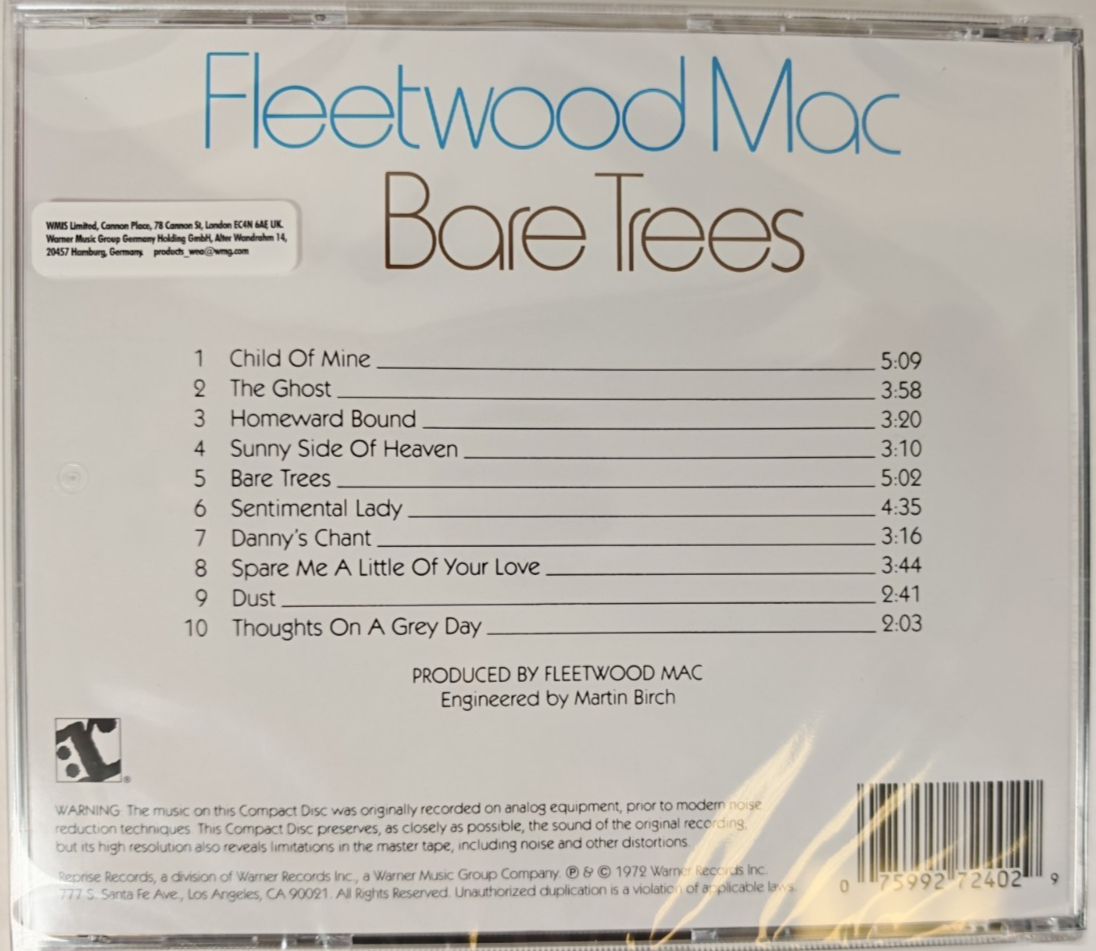 Fleetwood Mac
Bare Trees
WMIS Limited, Cannon Place, 78 Cannon St, London EC4N 6AE UK.
Warner Music Group Germany Holding GmbH, Alter Wandrahm 14,
20457 Hamburg, Germany products_wea@wmg.com
1 Child Of Mine 5:09
2 The Ghost 3:58
3 Homeward Bound 3:20
4 Sunny Side Of Heaven 3:10
5 Bare Trees 5:02
6 Sentimental Lady 4:35
7 Danny's Chant 3:16
8 Spare Me A Little Of Your Love 3:44
9 Dust 2:41
10 Thoughts On A Grey Day 2:03
PRODUCED BY FLEETWOOD MAC
Engineered by Martin Birch
WARNING: The music on this Compact Disc was originally recorded on analog equipment, prior to modern noise
reduction techniques. This Compact Disc preserves, as closely as possible, the sound of the original recording,
but its high resolution also reveals limitations in the master tape, including noise and other distortions.
Reprise Records, a division of Warner Records Inc., a Warner Music Group Company. ℗ & © 1972 Warner Records Inc.
777 S. Santa Fe Ave., Los Angeles, CA 90021. All Rights Reserved. Unauthorized duplication is a violation of applicable laws.
0 75992 72402 9